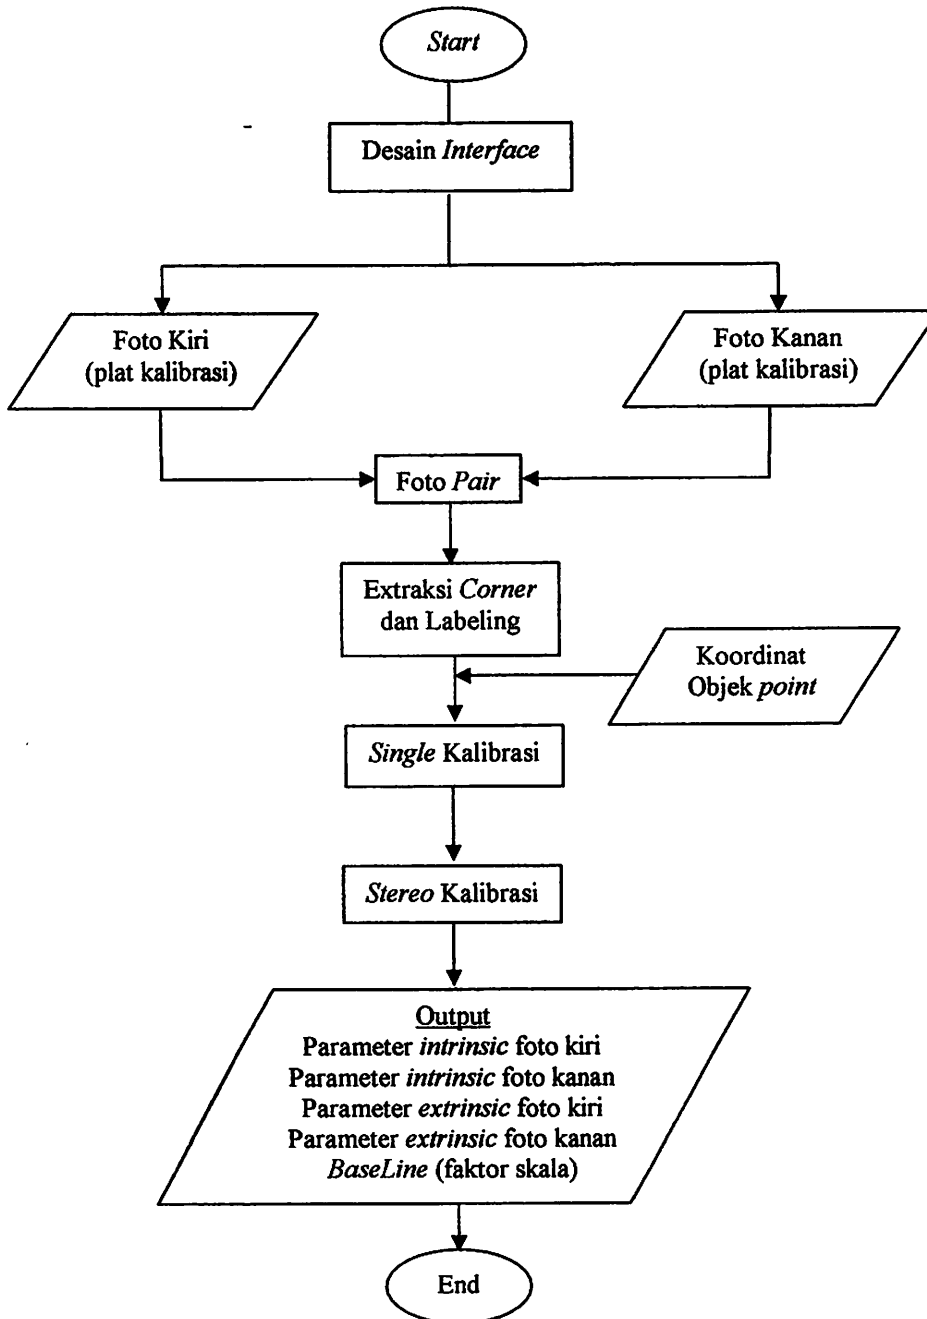 Start
Desain Interface
Foto Kiri
(plat kalibrasi)
Foto Kanan
(plat kalibrasi)
Foto Pair
Extraksi Corner
dan Labeling
Koordinat
Objek point
Single Kalibrasi
Stereo Kalibrasi
Output
Parameter intrinsic foto kiri
Parameter intrinsic foto kanan
Parameter extrinsic foto kiri
Parameter extrinsic foto kanan
BaseLine (faktor skala)
End